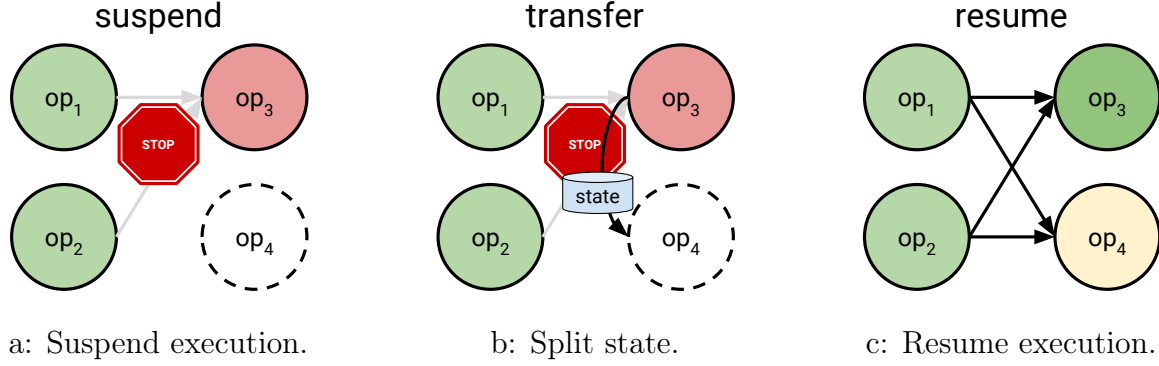 suspend
transfer
resume
op1
op3
STOP
op2
op4
op1
op3
STOP
state
op2
op4
op1
op3
op2
op4
a: Suspend execution.
b: Split state.
c: Resume execution.